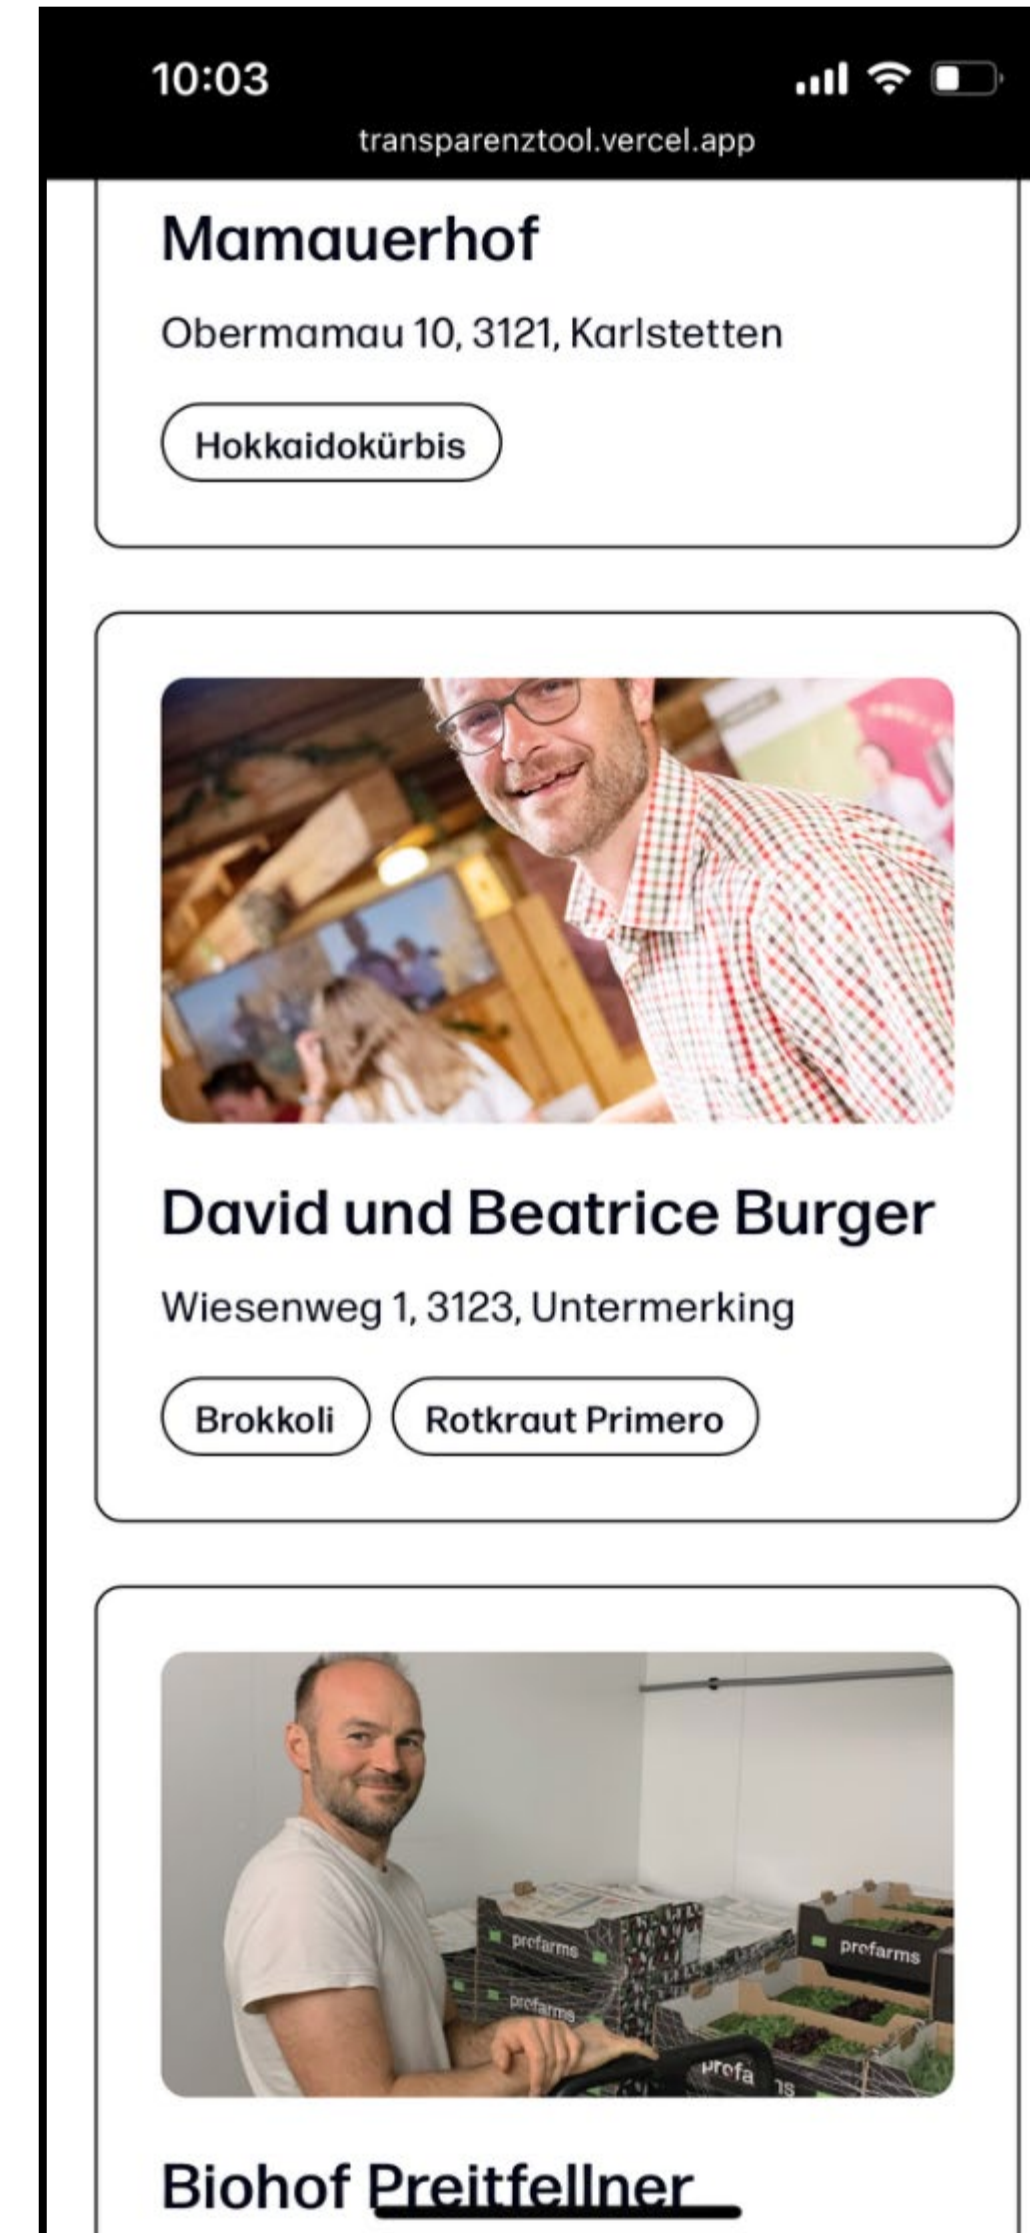 10:03
transparenztool.vercel.app
Mamauerhof
Obermamau 10, 3121, Karlstetten
Hokkaidokürbis
David und Beatrice Burger
Wiesenweg 1, 3123, Untermerking
Brokkoli
Rotkraut Primero
profarms
profarms
profarms
Biohof Preitfellner